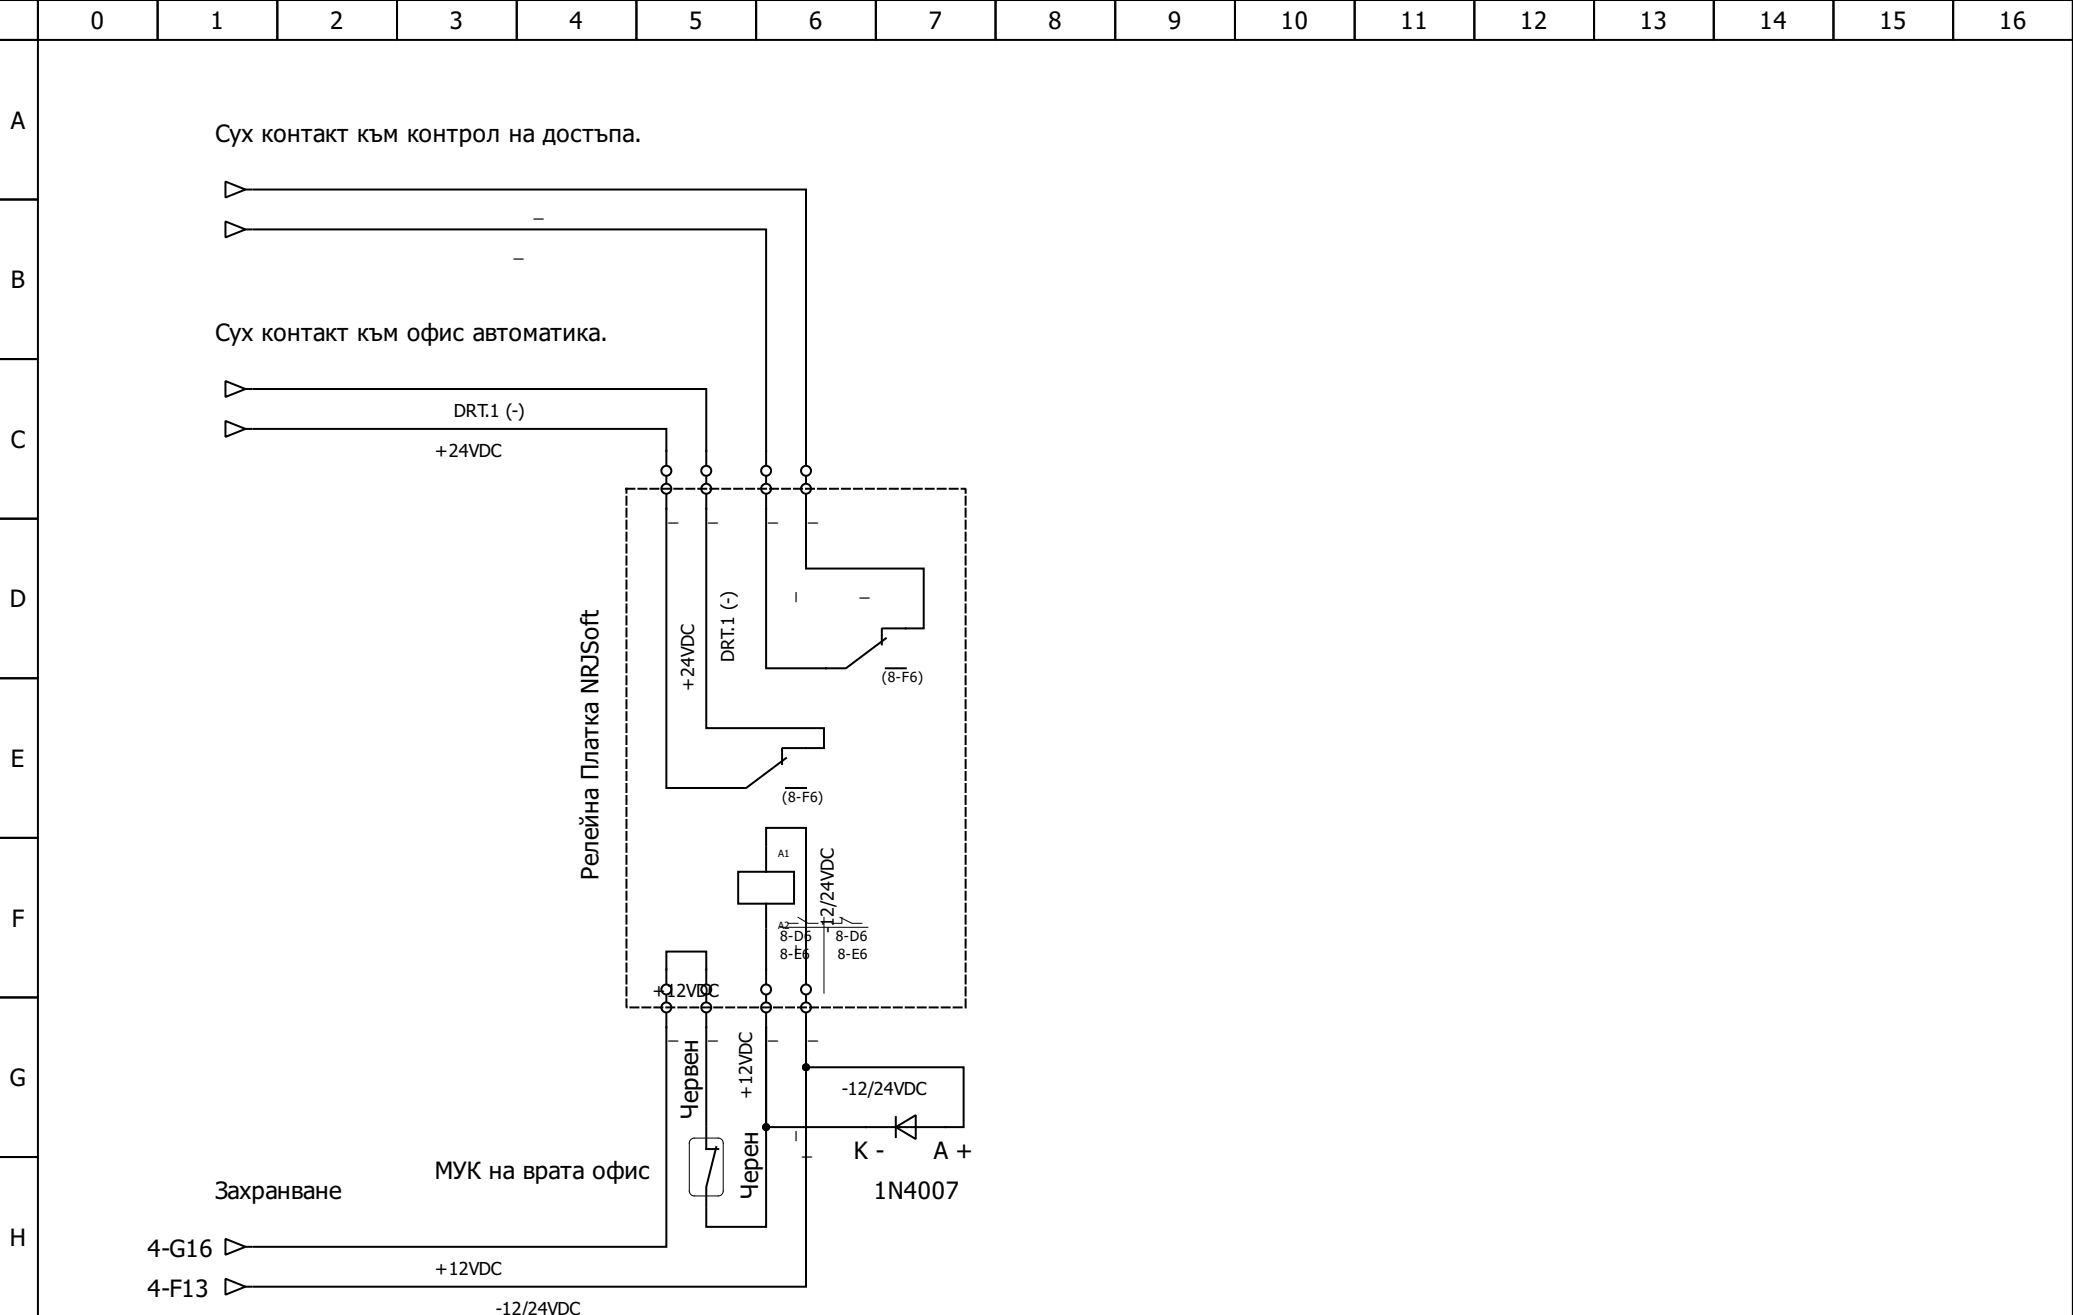 0 1 2 3 4 5 6 7 8 9 10 11 12 13 14 15 16
A
Сух контакт към контрол на достъпа.
B
Сух контакт към офис автоматика.
DRT.1 (-)
C
+24VDC
D
+24VDC
DRT.1 (-)
(8-F6)
Релейна Платка NRJSoft
E
(8-F6)
A1
-12/24VDC
F
A2
8-D6 8-D6
8-E6 8-E6
+12VDC
Червен
+12VDC
G
-12/24VDC
K - A +
Черен
МУК на врата офис
Захранване
1N4007
H
4-G16
+12VDC
4-F13
-12/24VDC